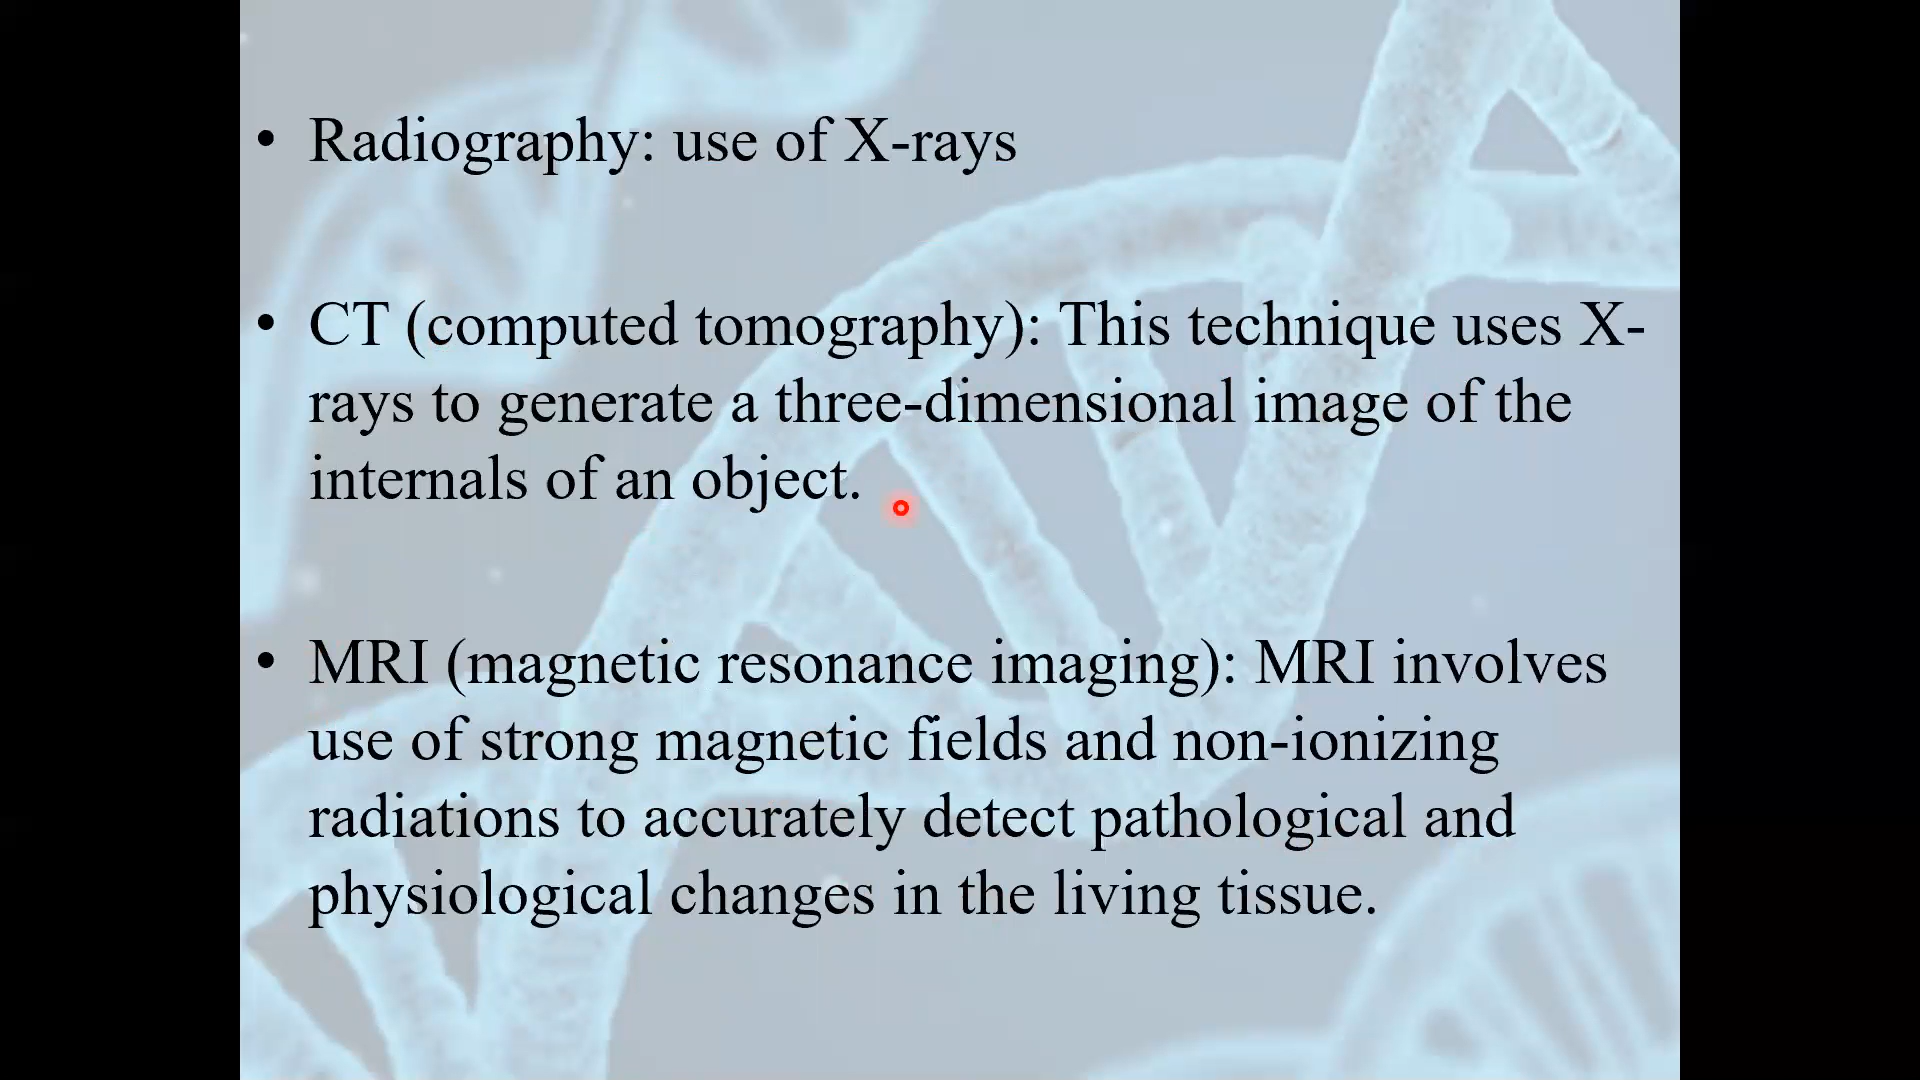 • Radiography: use of X-rays
• CT (computed tomography): This technique uses X-
rays to generate a three-dimensional image of the
internals of an object.
• MRI (magnetic resonance imaging): MRI involves
use of strong magnetic fields and non-ionizing
radiations to accurately detect pathological and
physiological changes in the living tissue.